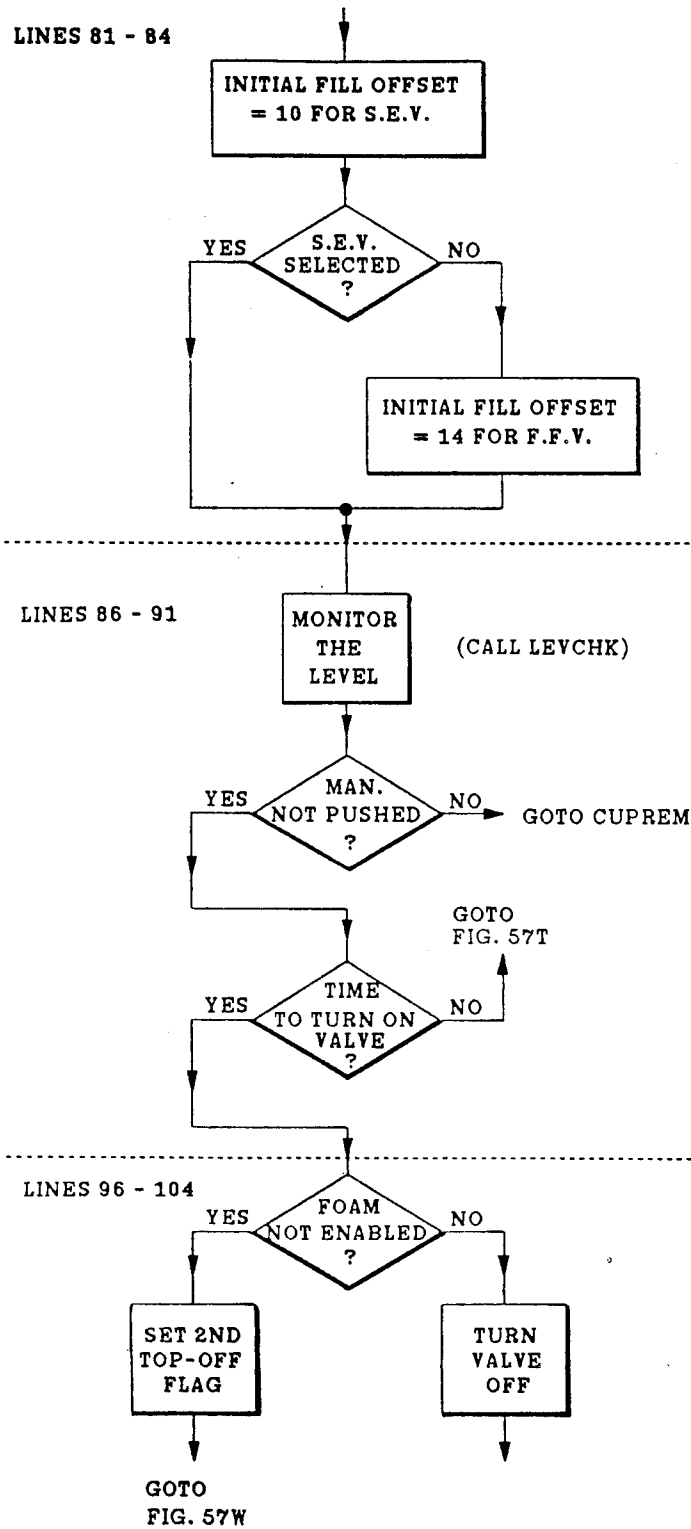 LINES 81 - 84
INITIAL FILL OFFSET
= 10 FOR S.E.V.
S.E.V.
SELECTED
?
YES
NO
INITIAL FILL OFFSET
= 14 FOR F.F.V.
LINES 86 - 91
MONITOR
THE
LEVEL
(CALL LEVCHK)
MAN.
NOT PUSHED
?
YES
NO
GOTO CUPREM
GOTO
FIG. 57T
TIME
TO TURN ON
VALVE
?
YES
NO
LINES 96 - 104
FOAM
NOT ENABLED
?
YES
NO
SET 2ND
TOP-OFF
FLAG
TURN
VALVE
OFF
GOTO
FIG. 57W